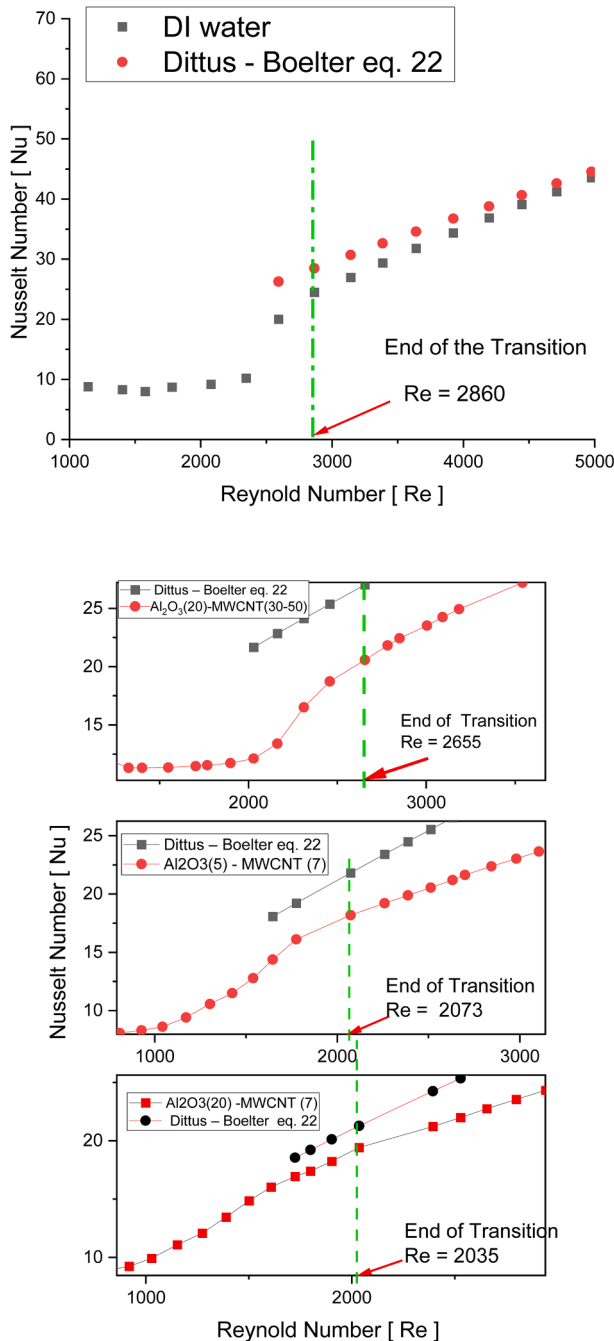 DI water
Dittus - Boelter eq. 22
70
60
50
40
30
20
10
0
Nusselt Number [ Nu ]
End of the Transition
Re = 2860
1000 2000 3000 4000 5000
Reynold Number [ Re ]
Dittus – Boelter eq. 22
Al₂O₃(20)-MWCNT(30-50)
25
20
15
End of Transition
Re = 2655
2000 3000
Nusselt Number [ Nu ]
Dittus – Boelter eq. 22
Al2O3(5) - MWCNT (7)
25
20
15
10
End of Transition
Re = 2073
1000 2000 3000
Al2O3(20) -MWCNT (7)
Dittus – Boelter eq. 22
20
10
End of Transition
Re = 2035
1000 2000
Reynold Number [ Re ]